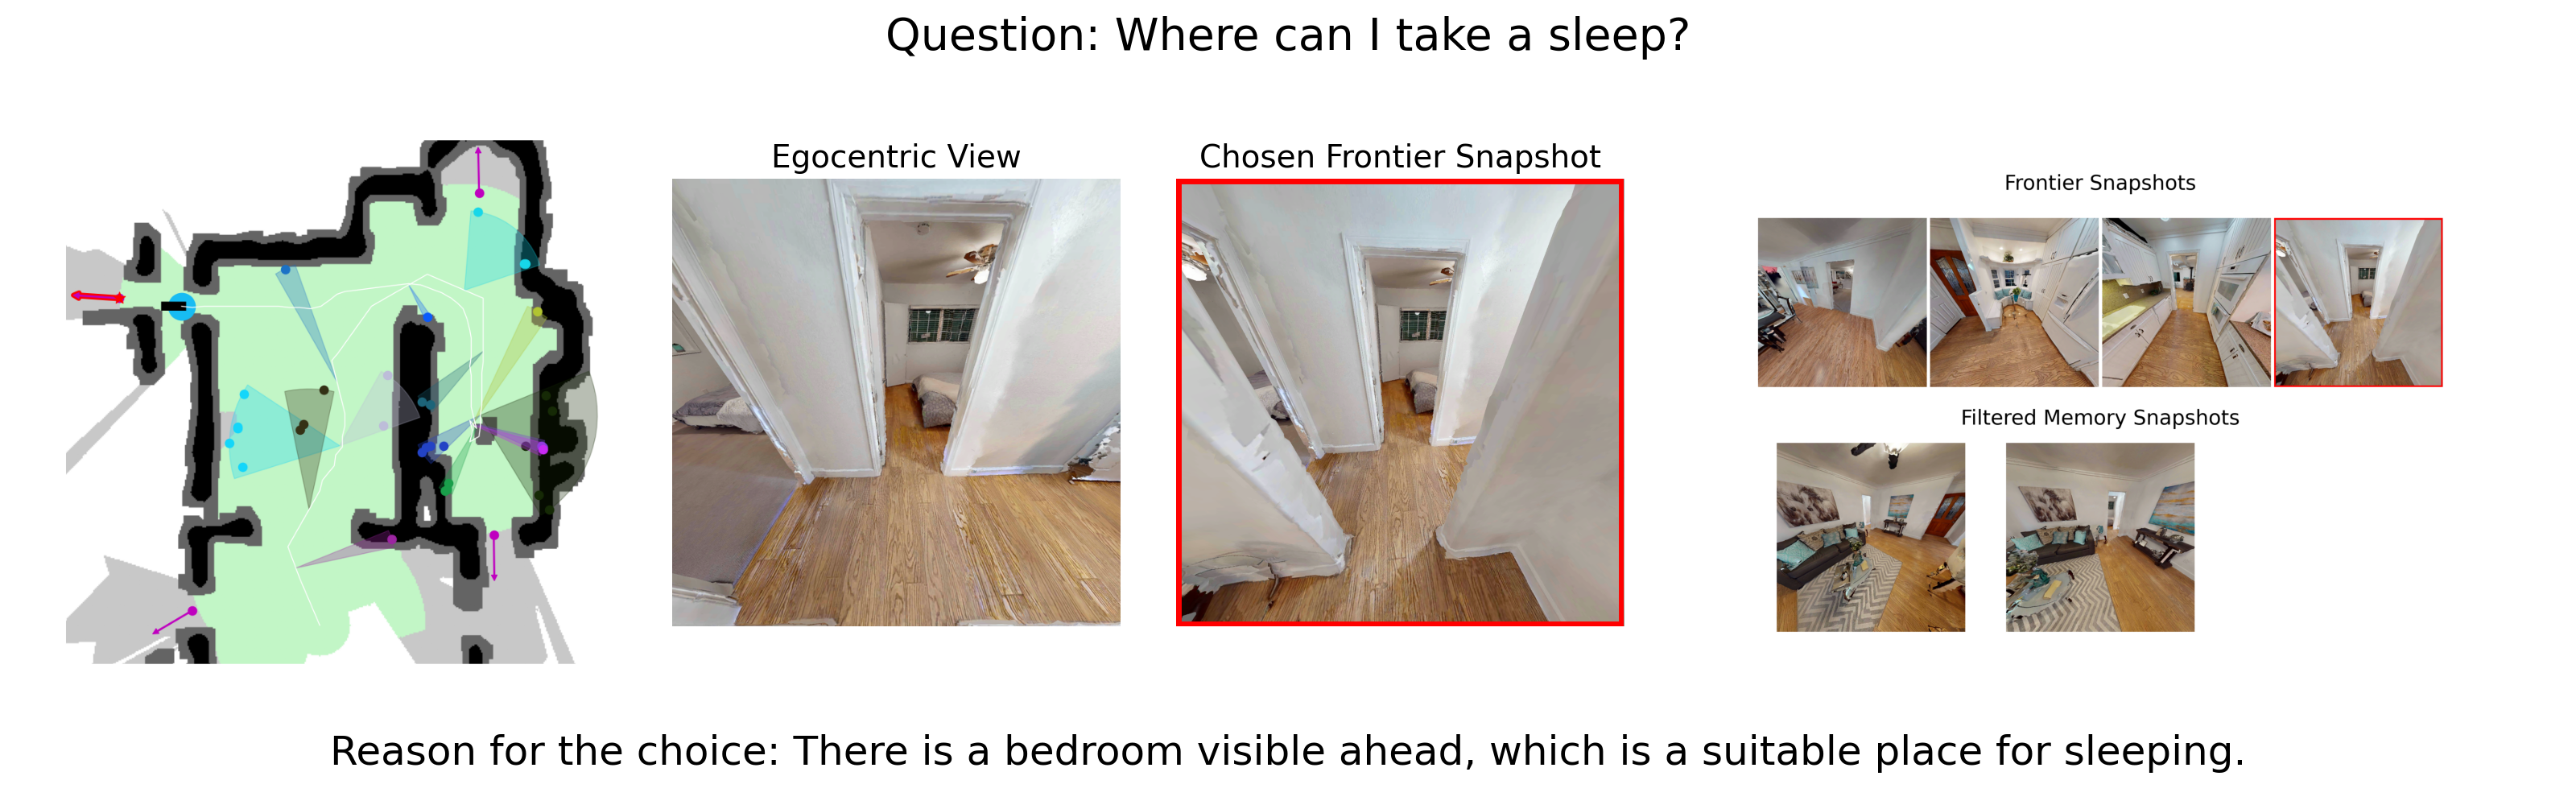 Question: Where can I take a sleep?
Egocentric View
Chosen Frontier Snapshot
Frontier Snapshots
Filtered Memory Snapshots
Reason for the choice: There is a bedroom visible ahead, which is a suitable place for sleeping.